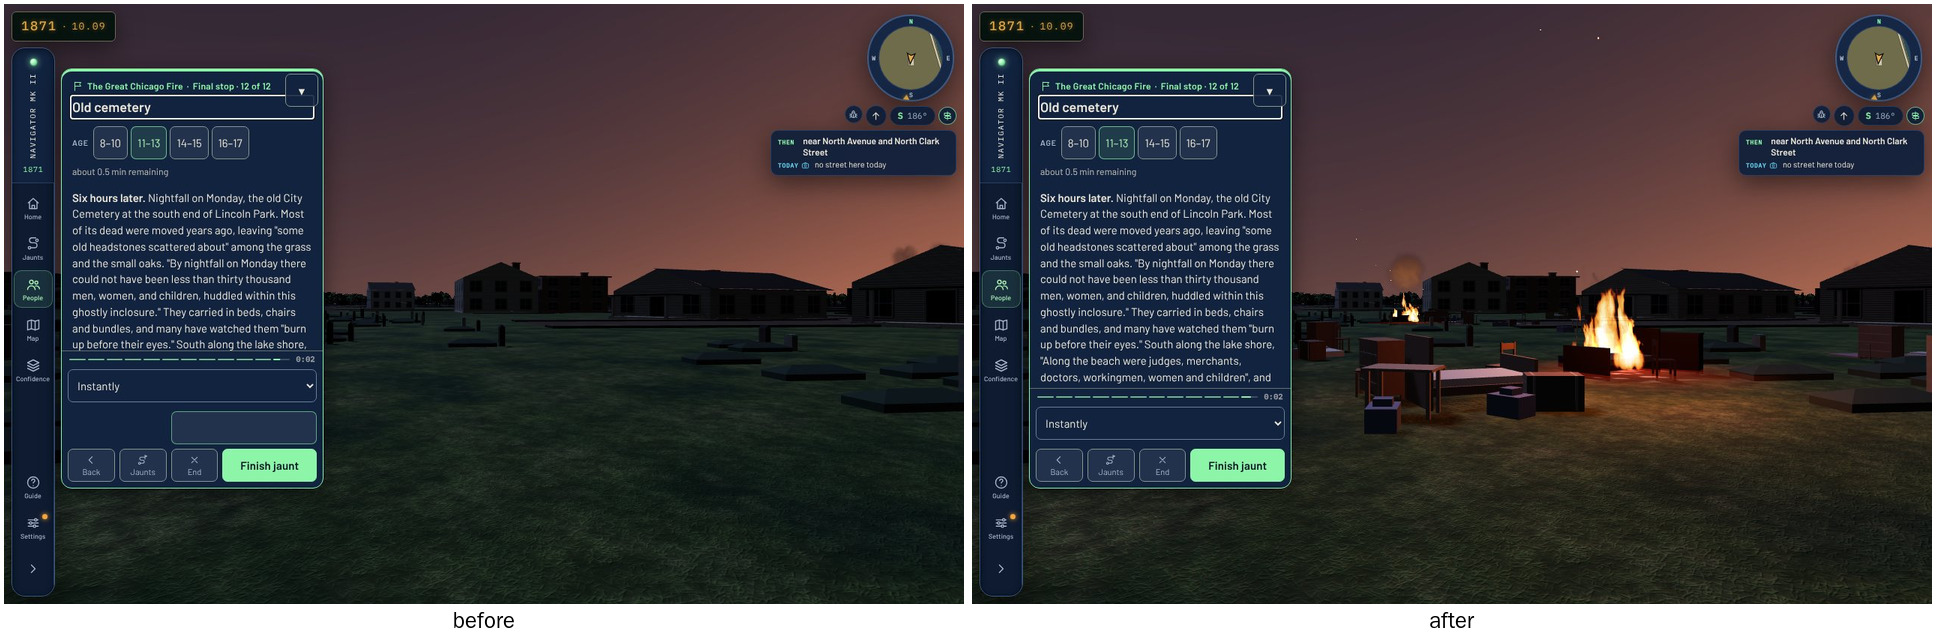 1871 · 10.09
NAVIGATOR MK II
1871
Home
Jaunts
People
Map
Confidence
Guide
Settings
The Great Chicago Fire · Final stop · 12 of 12
Old cemetery
AGE 8–10 11–13 14–15 16–17
about 0.5 min remaining
Six hours later. Nightfall on Monday, the old City
Cemetery at the south end of Lincoln Park. Most
of its dead were moved years ago, leaving "some
old headstones scattered about" among the grass
and the small oaks. "By nightfall on Monday there
could not have been less than thirty thousand
men, women, and children, huddled within this
ghostly inclosure." They carried in beds, chairs
and bundles, and many have watched them "burn
up before their eyes." South along the lake shore,
0:02
Instantly
Back Jaunts End Finish jaunt
N
W E
S
S 186°
THEN near North Avenue and North Clark
Street
TODAY no street here today
before
1871 · 10.09
NAVIGATOR MK II
1871
Home
Jaunts
People
Map
Confidence
Guide
Settings
The Great Chicago Fire · Final stop · 12 of 12
Old cemetery
AGE 8–10 11–13 14–15 16–17
about 0.5 min remaining
Six hours later. Nightfall on Monday, the old City
Cemetery at the south end of Lincoln Park. Most
of its dead were moved years ago, leaving "some
old headstones scattered about" among the grass
and the small oaks. "By nightfall on Monday there
could not have been less than thirty thousand
men, women, and children, huddled within this
ghostly inclosure." They carried in beds, chairs
and bundles, and many have watched them "burn
up before their eyes." South along the lake shore,
"Along the beach were judges, merchants,
doctors, workingmen, women and children", and
0:02
Instantly
Back Jaunts End Finish jaunt
N
W E
S
S 186°
THEN near North Avenue and North Clark
Street
TODAY no street here today
after